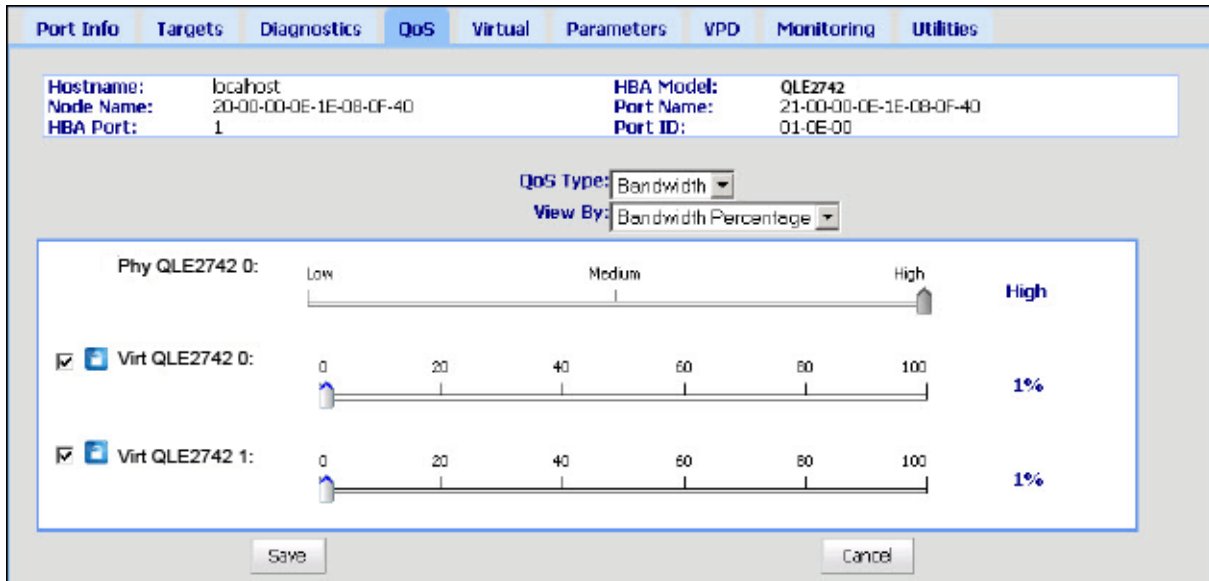 Port Info Targets Diagnostics QoS Virtual Parameters VPD Monitoring Utilities
Hostname: localhost HBA Model: QLE2742
Node Name: 20-00-00-0E-1E-08-0F-40 Port Name: 21-00-00-0E-1E-08-0F-40
HBA Port: 1 Port ID: 01-0E-00
QoS Type: Bandwidth
View By: Bandwidth Percentage
Phy QLE2742 0: Low Medium High High
Virt QLE2742 0: 0 20 40 60 80 100 1%
Virt QLE2742 1: 0 20 40 60 80 100 1%
Save Cancel